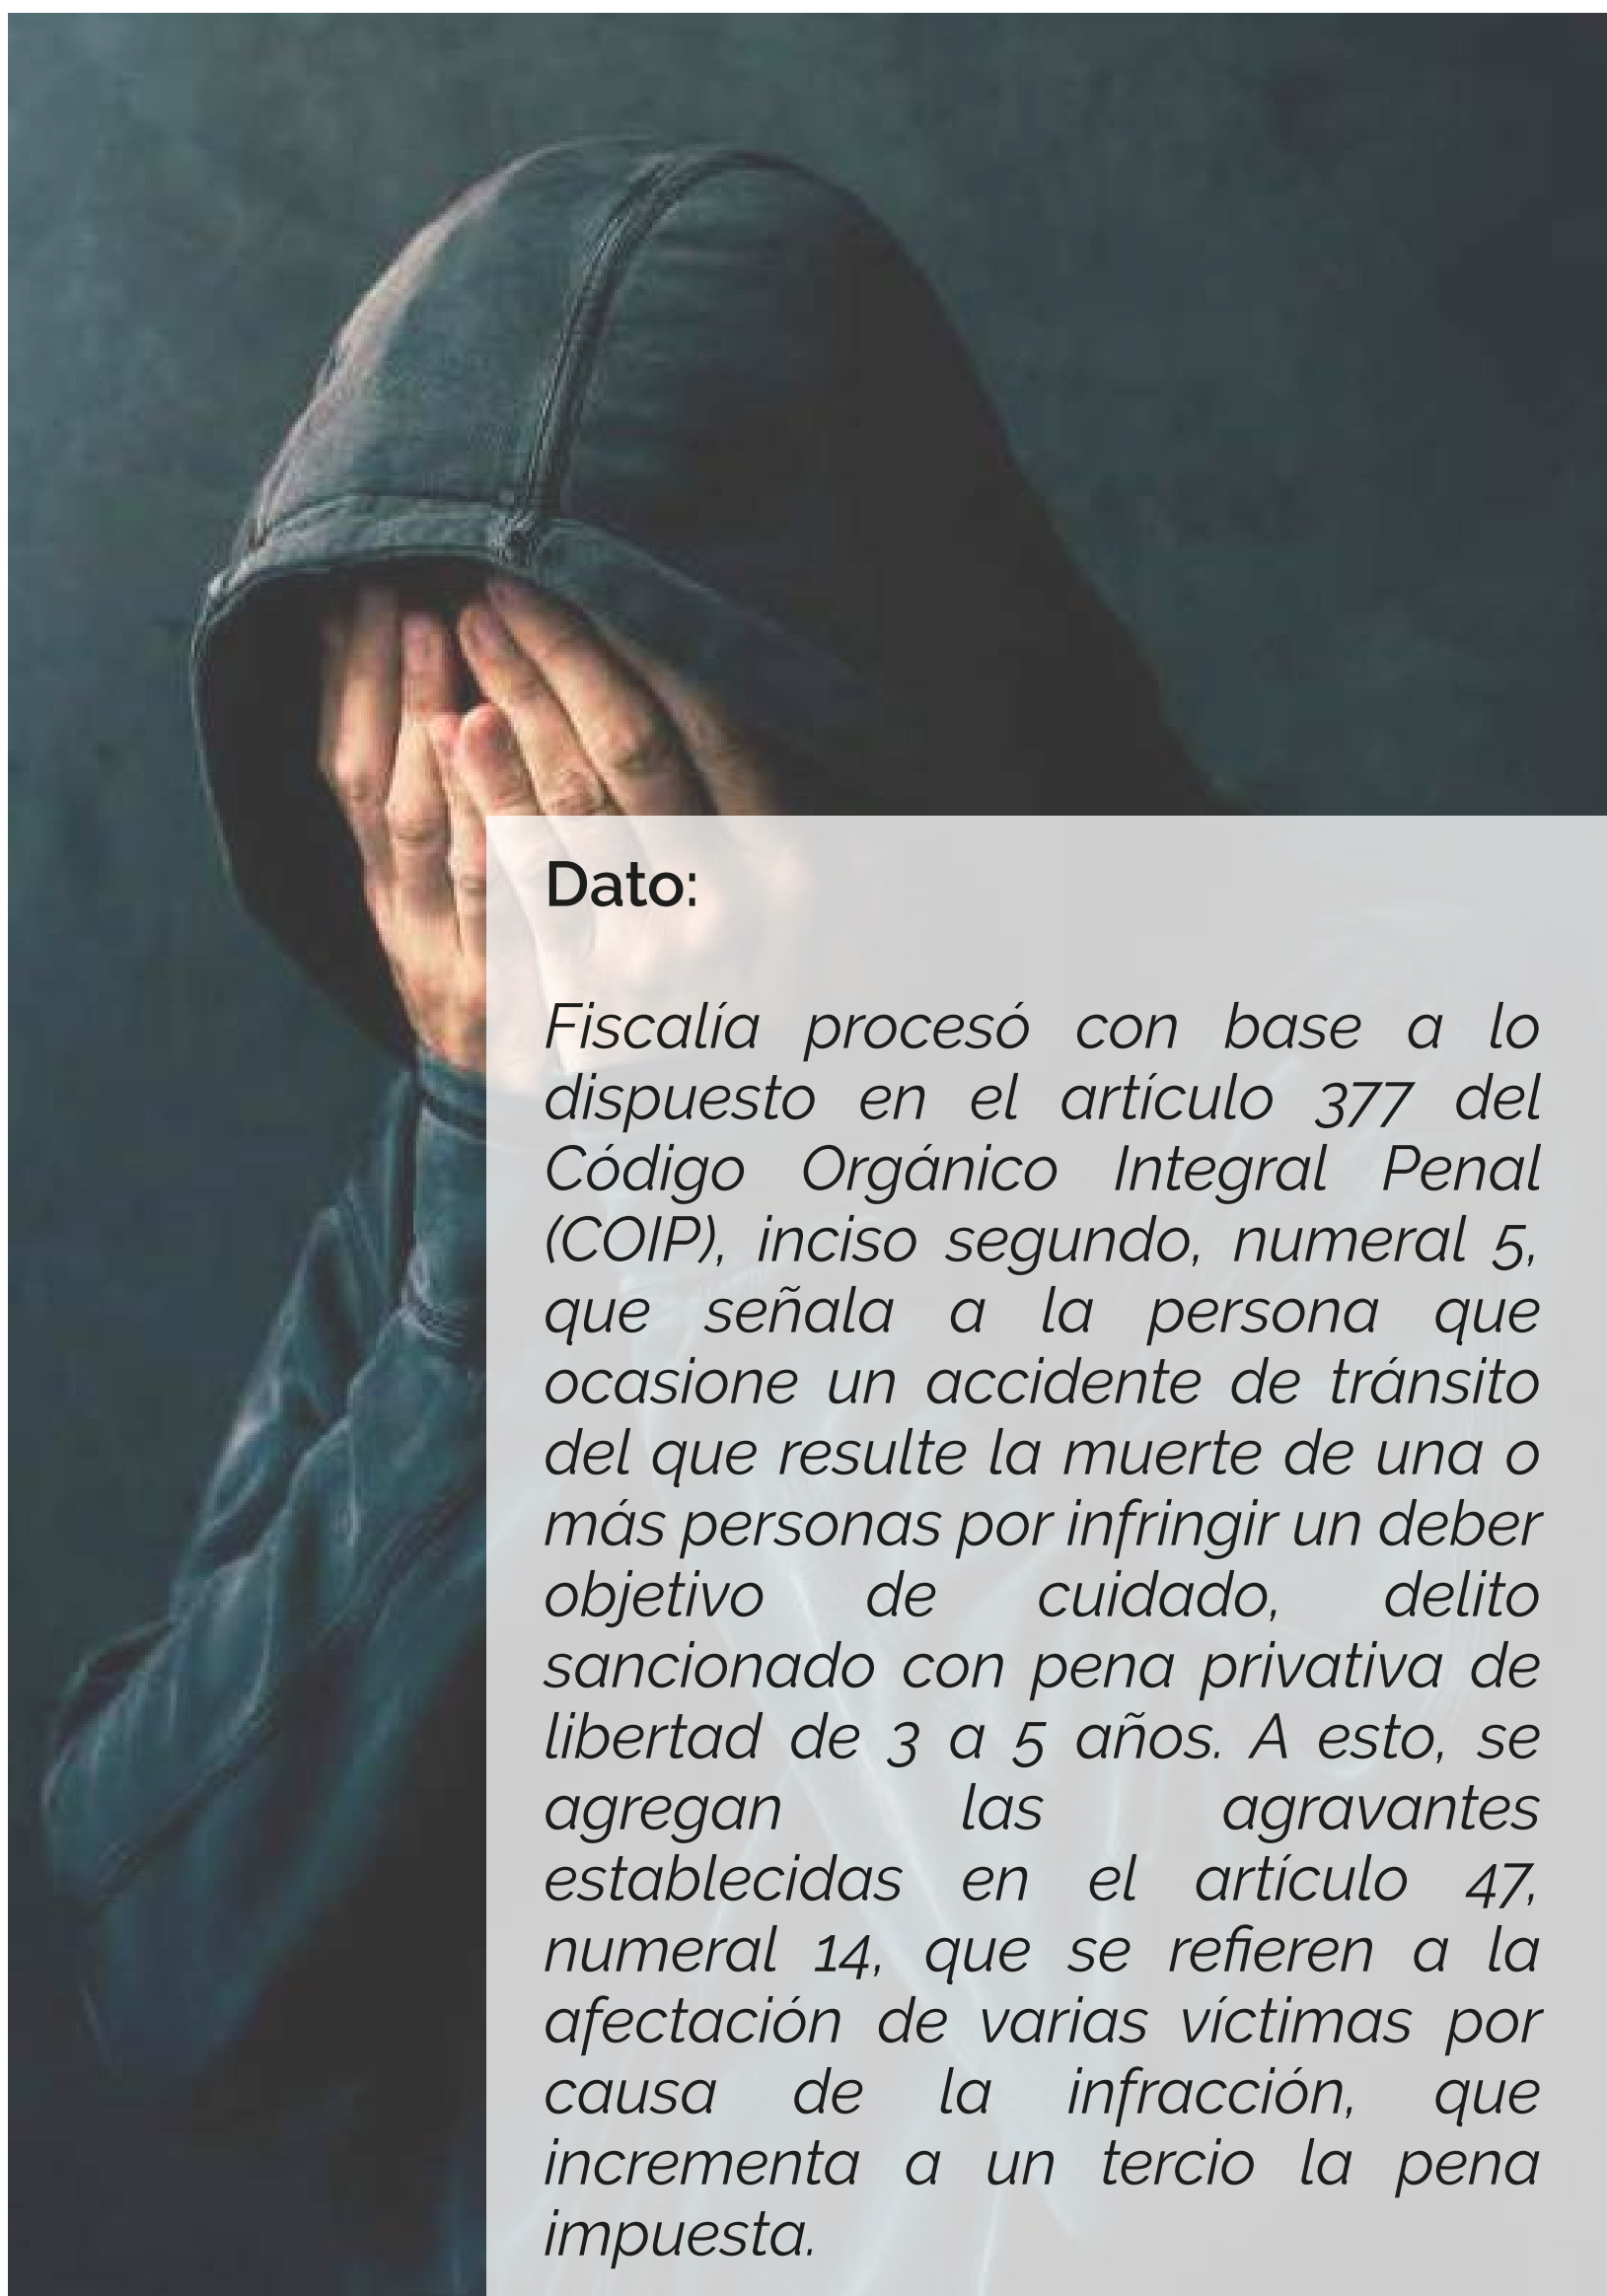 Dato:
Fiscalía procesó con base a lo
dispuesto en el artículo 377 del
Código Orgánico Integral Penal
(COIP), inciso segundo, numeral 5,
que señala a la persona que
ocasione un accidente de tránsito
del que resulte la muerte de una o
más personas por infringir un deber
objetivo de cuidado, delito
sancionado con pena privativa de
libertad de 3 a 5 años. A esto, se
agregan las agravantes
establecidas en el artículo 47,
numeral 14, que se refieren a la
afectación de varias víctimas por
causa de la infracción, que
incrementa a un tercio la pena
impuesta.